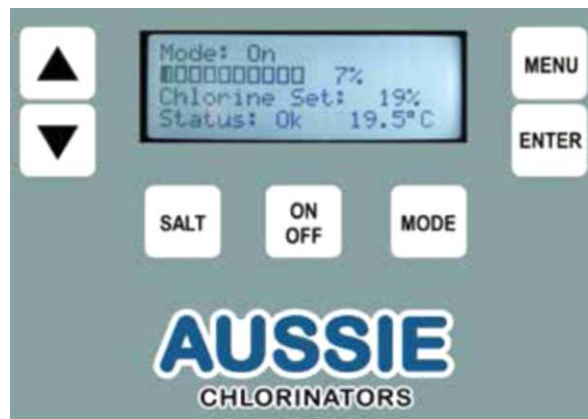 Mode: On
7%
Chlorine Set: 19%
Status: Ok 19.5°C
MENU
ENTER
SALT
ON
OFF
MODE
AUSSIE
CHLORINATORS